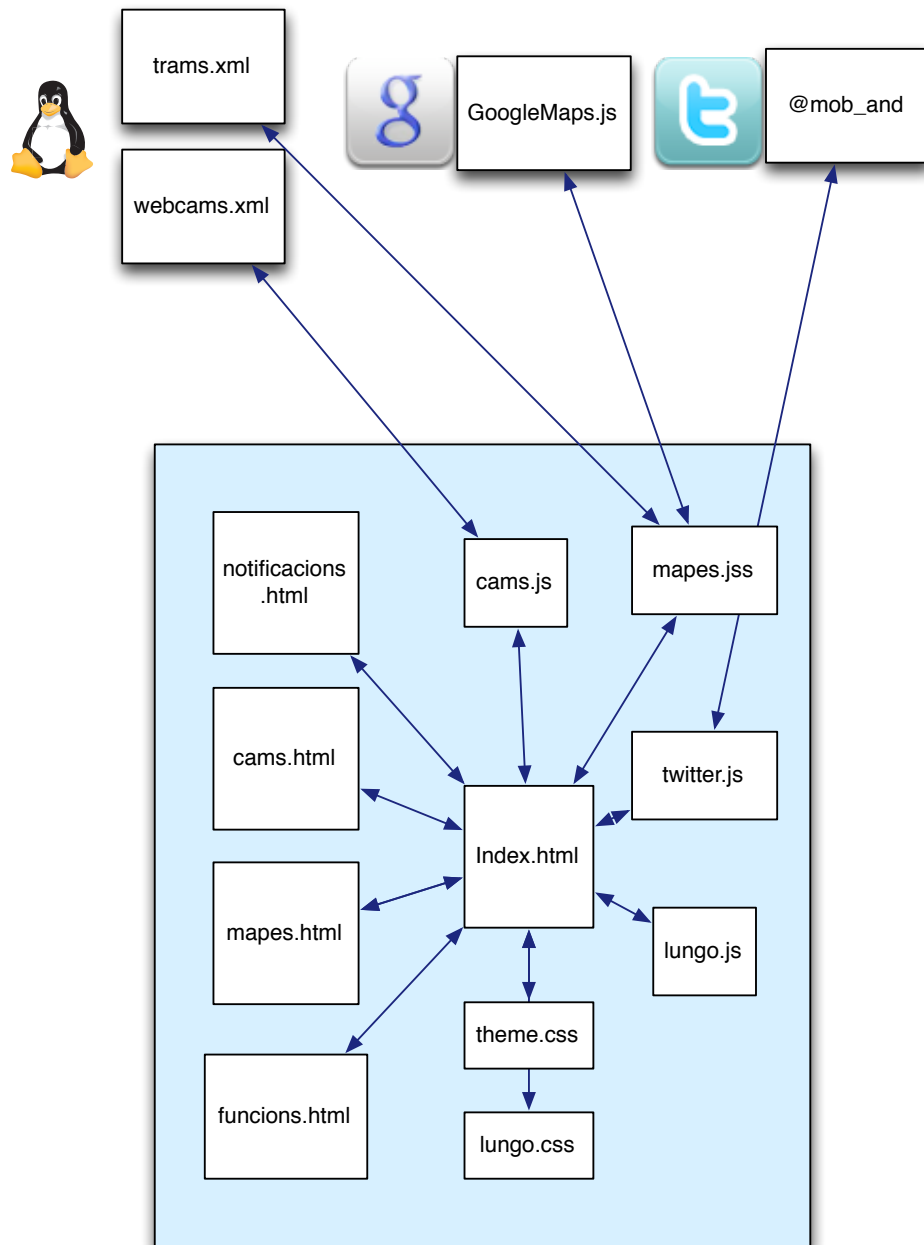 trams.xml
GoogleMaps.js
@mob_and
webcams.xml
notificacions
.html
cams.js
mapes.jss
cams.html
twitter.js
Index.html
mapes.html
lungo.js
theme.css
funcions.html
lungo.css